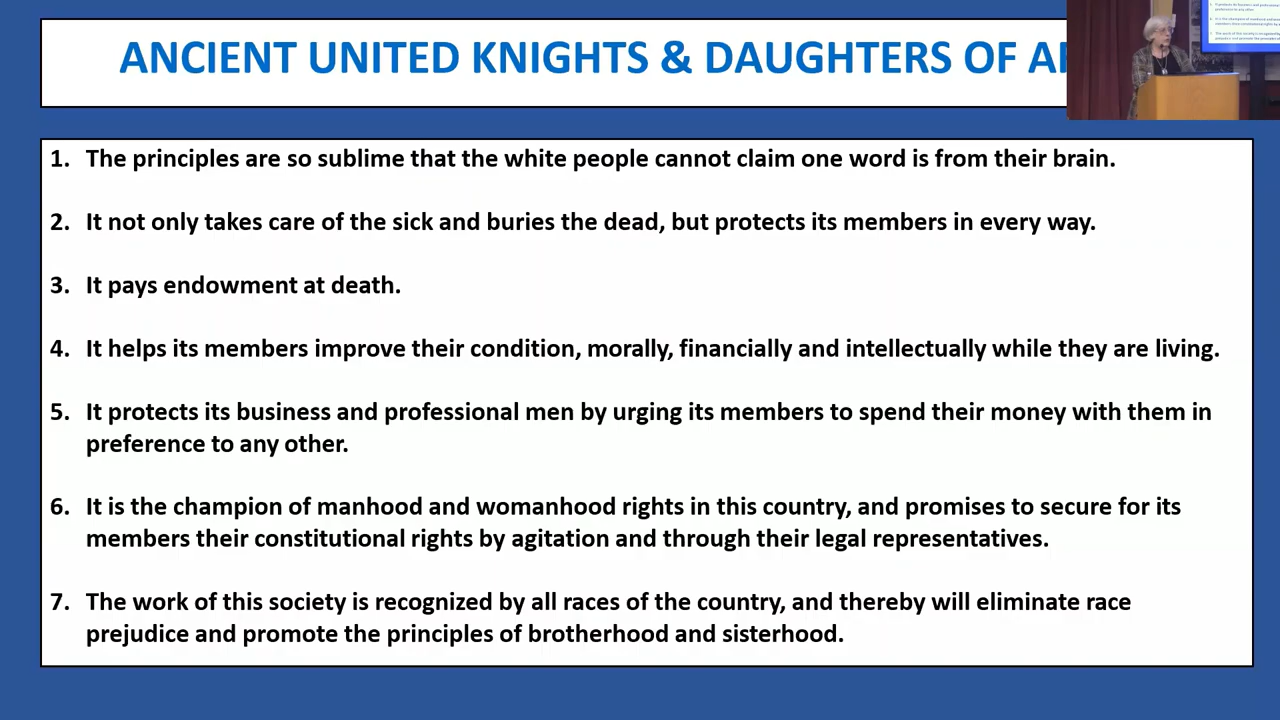 ANCIENT UNITED KNIGHTS & DAUGHTERS OF
1. The principles are so sublime that the white people cannot claim one word is from their brain.
2. It not only takes care of the sick and buries the dead, but protects its members in every way.
3. It pays endowment at death.
4. It helps its members improve their condition, morally, financially and intellectually while they are living.
5. It protects its business and professional men by urging its members to spend their money with them in
preference to any other.
6. It is the champion of manhood and womanhood rights in this country, and promises to secure for its
members their constitutional rights by agitation and through their legal representatives.
7. The work of this society is recognized by all races of the country, and thereby will eliminate race
prejudice and promote the principles of brotherhood and sisterhood.